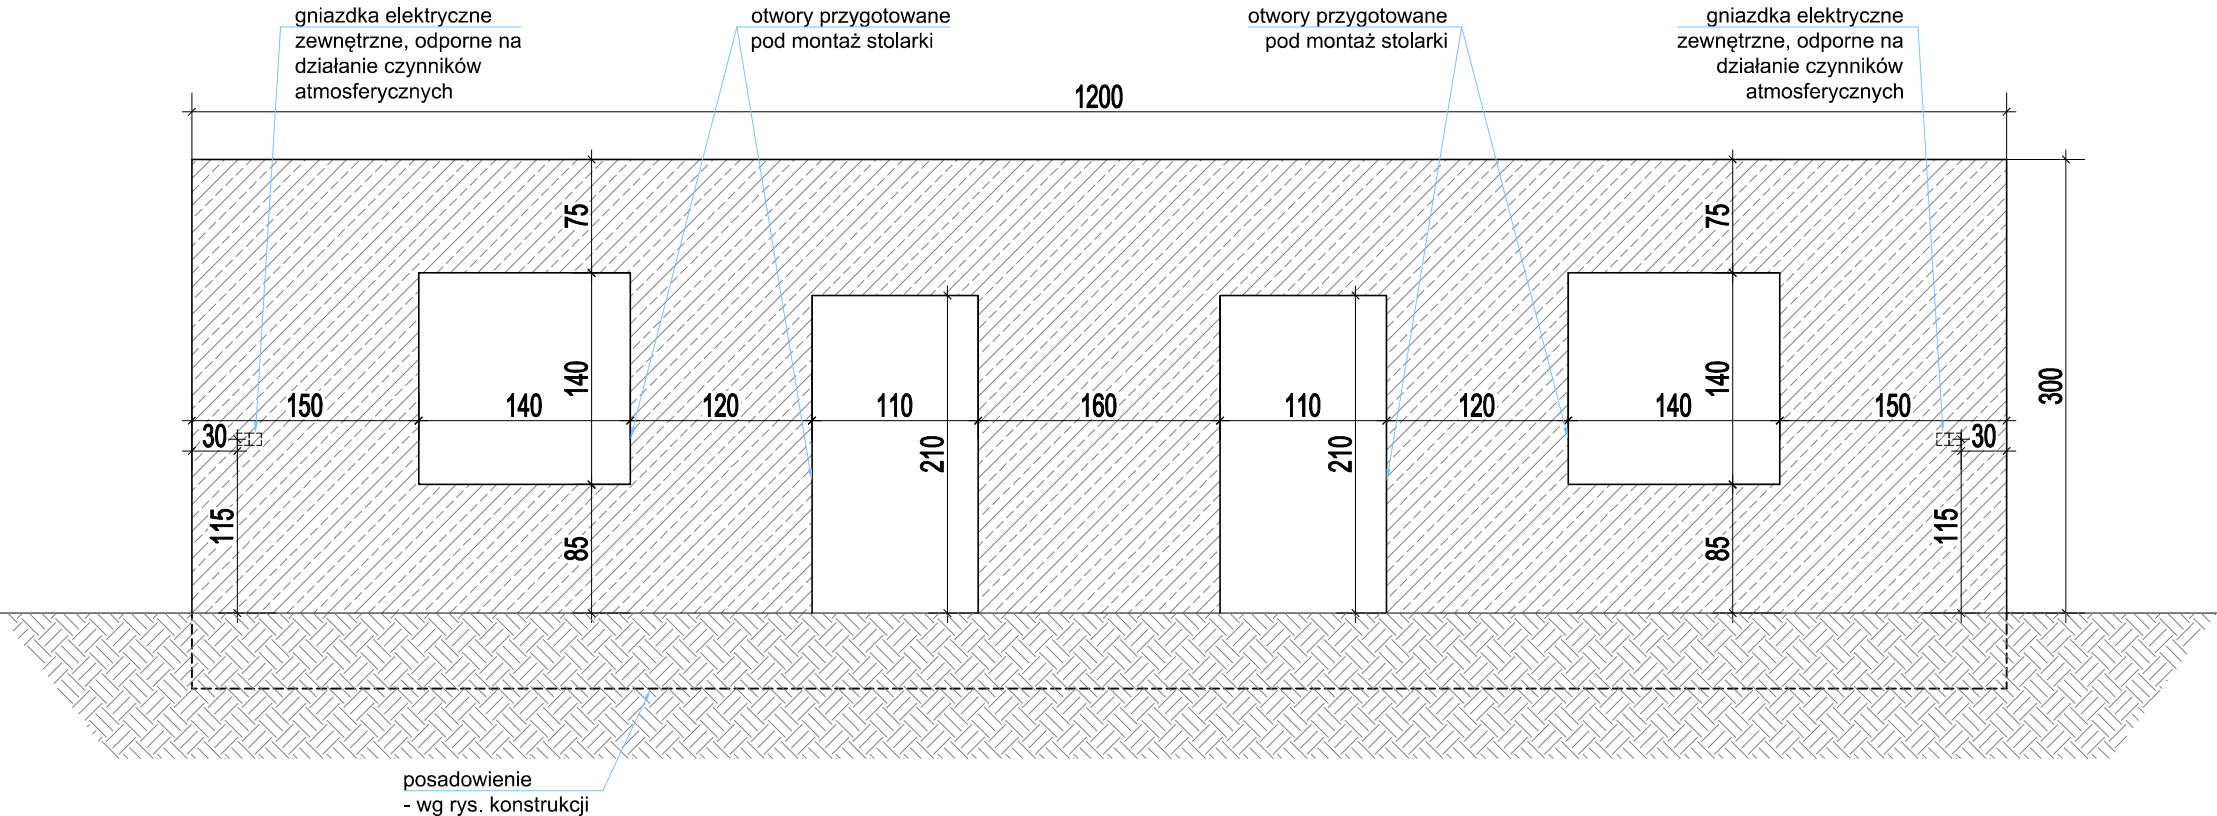 gniazdka elektryczne
zewnętrzne, odporne na
działanie czynników
atmosferycznych
otwory przygotowane
pod montaż stolarki
otwory przygotowane
pod montaż stolarki
gniazdka elektryczne
zewnętrzne, odporne na
działanie czynników
atmosferycznych
1200
75
75
140
140
300
150
140
120
110
160
110
120
140
150
30
210
210
30
115
85
85
115
posadowienie
- wg rys. konstrukcji